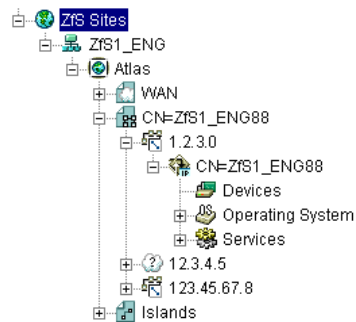 ZfS Sites
ZfS1_ENG
Atlas
WAN
CN=ZfS1_ENG88
1.2.3.0
CN=ZfS1_ENG88
Devices
Operating System
Services
12.3.4.5
123.45.67.8
Islands